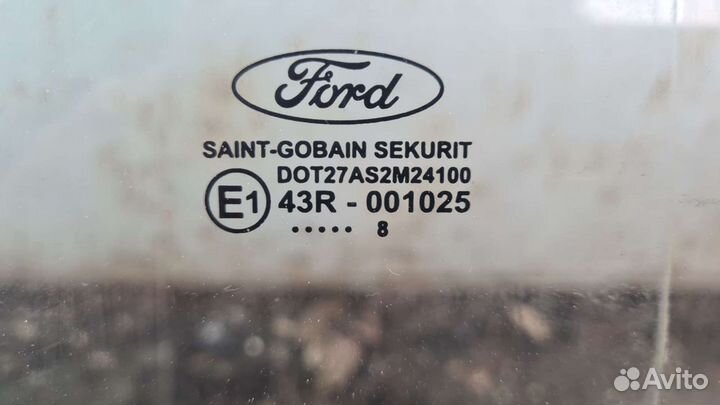 Ford
SAINT-GOBAIN SEKURIT
DOT27AS2M24100
E1 43R - 001025
..... 8
Avito